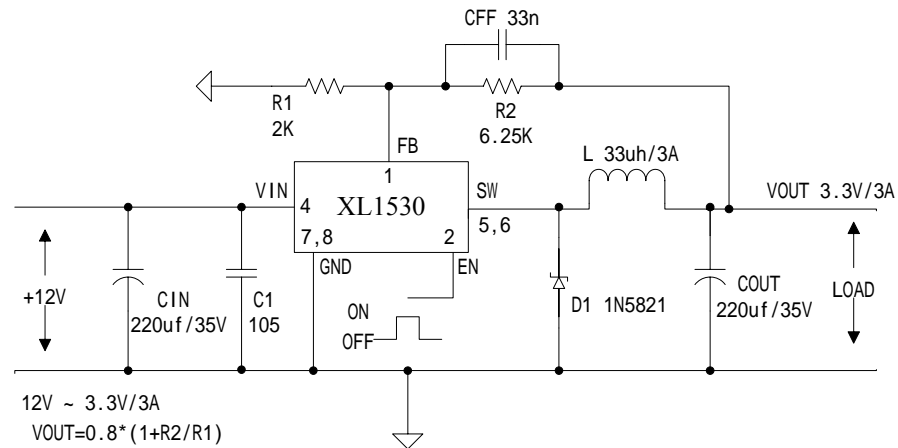 CFF 33n
R1
2K
R2
6.25K
FB
L 33uh/3A
VIN
1
SW
VOUT 3.3V/3A
4
XL1530
5,6
7,8
2
GND
EN
+12V
CIN
220uf/35V
C1
105
ON
OFF
D1 1N5821
COUT
220uf/35V
LOAD
12V ~ 3.3V/3A
VOUT=0.8*(1+R2/R1)